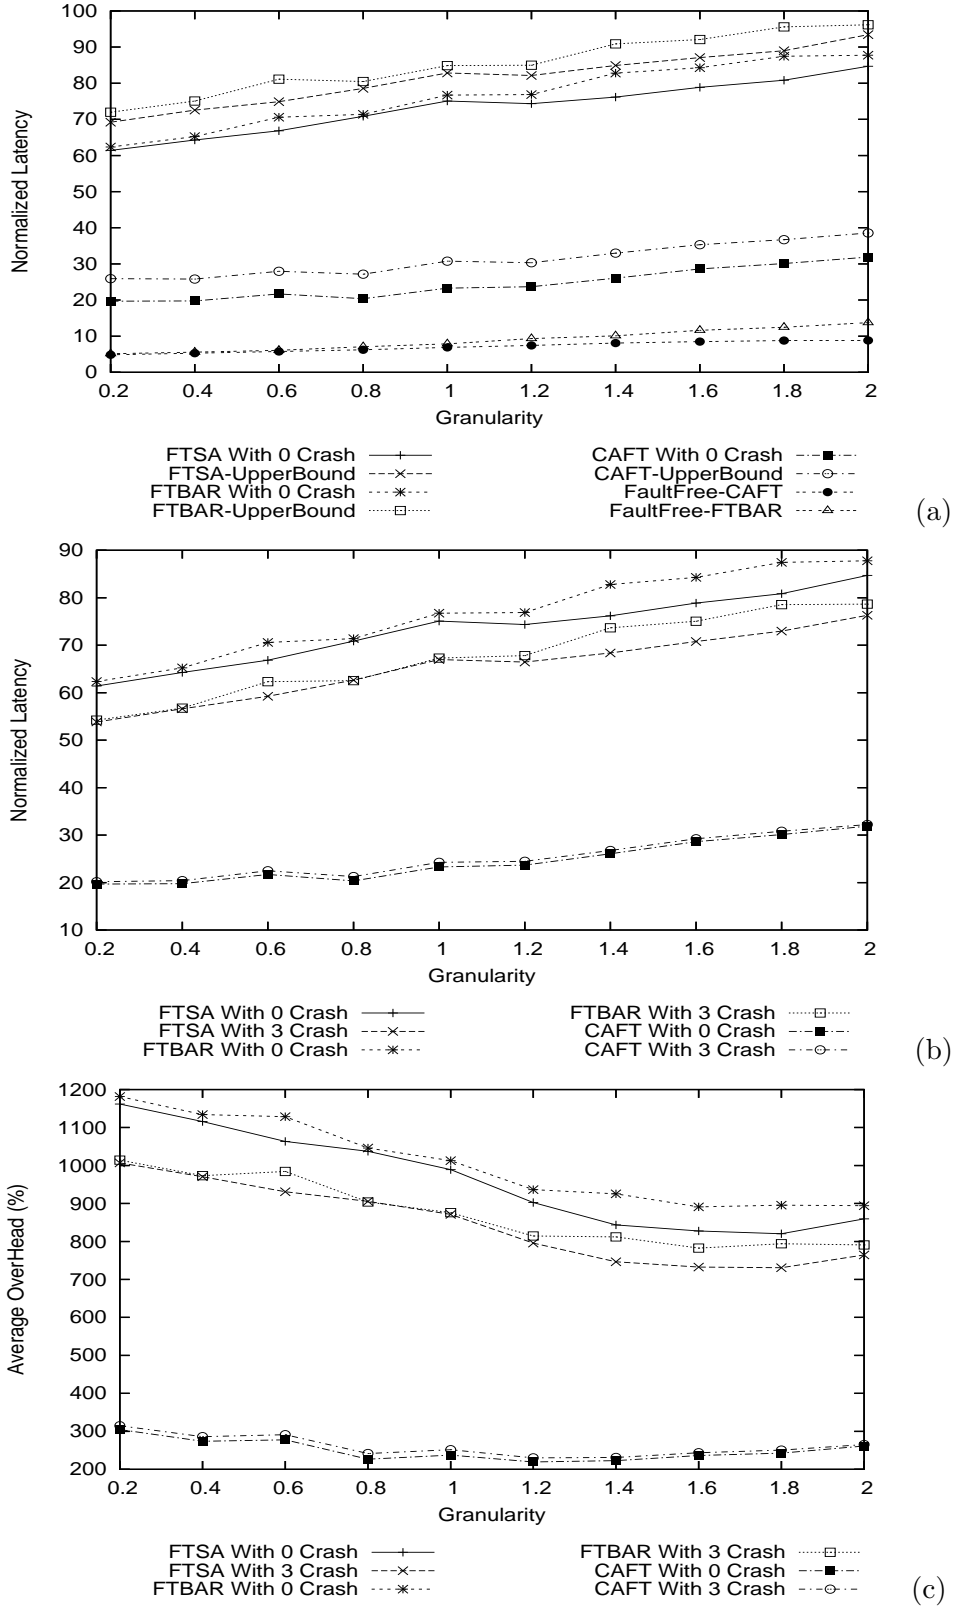 100
90
80
70
60
50
40
30
20
10
0
Normalized Latency
0.2 0.4 0.6 0.8 1 1.2 1.4 1.6 1.8 2
Granularity
FTSA With 0 Crash CAFT With 0 Crash
FTSA-UpperBound CAFT-UpperBound
FTBAR With 0 Crash FaultFree-CAFT
FTBAR-UpperBound FaultFree-FTBAR
(a)
90
80
70
60
50
40
30
20
10
Normalized Latency
0.2 0.4 0.6 0.8 1 1.2 1.4 1.6 1.8 2
Granularity
FTSA With 0 Crash FTBAR With 3 Crash
FTSA With 3 Crash CAFT With 0 Crash
FTBAR With 0 Crash CAFT With 3 Crash
(b)
1200
1100
1000
900
800
700
600
500
400
300
200
Average OverHead (%)
0.2 0.4 0.6 0.8 1 1.2 1.4 1.6 1.8 2
Granularity
FTSA With 0 Crash FTBAR With 3 Crash
FTSA With 3 Crash CAFT With 0 Crash
FTBAR With 0 Crash CAFT With 3 Crash
(c)